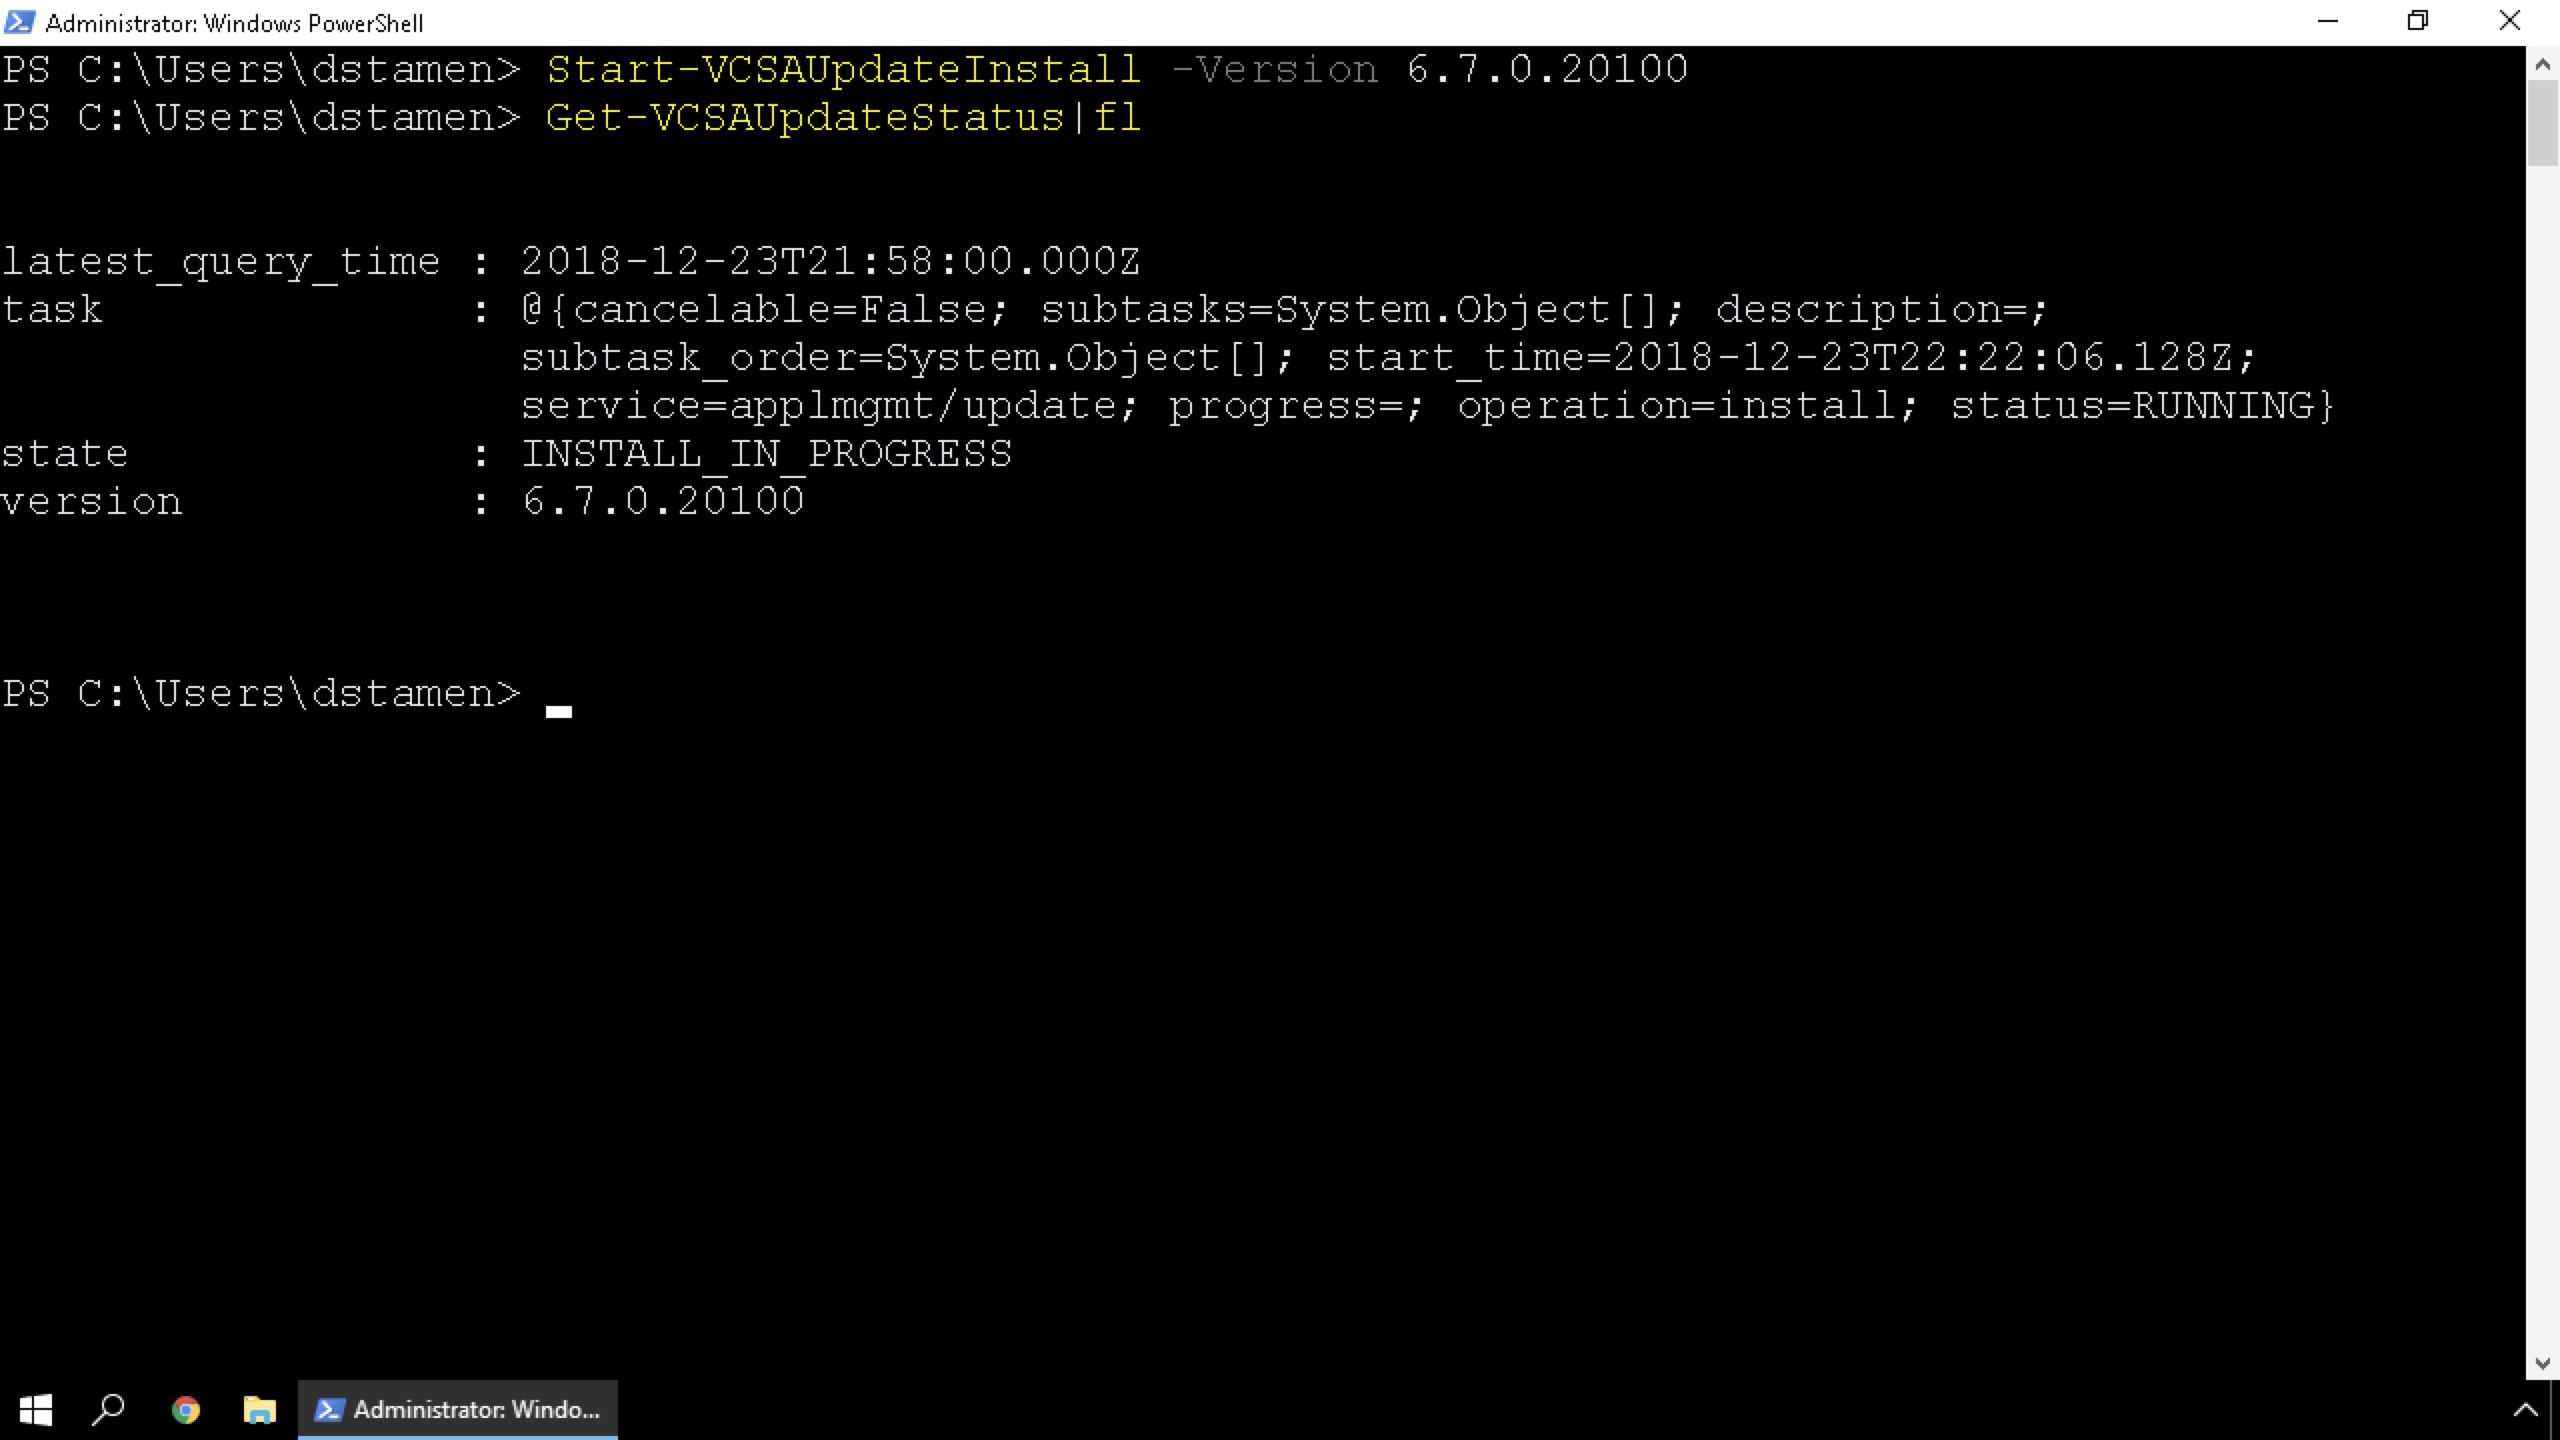 Administrator: Windows PowerShell
PS C:\Users\dstamen> Start-VCSAUpdateInstall -Version 6.7.0.20100
PS C:\Users\dstamen> Get-VCSAUpdateStatus|fl
latest_query_time : 2018-12-23T21:58:00.000Z
task : @{cancelable=False; subtasks=System.Object[]; description=;
subtask_order=System.Object[]; start_time=2018-12-23T22:22:06.128Z;
service=applmgmt/update; progress=; operation=install; status=RUNNING}
state : INSTALL_IN_PROGRESS
version : 6.7.0.20100
PS C:\Users\dstamen>
Administrator: Windo...